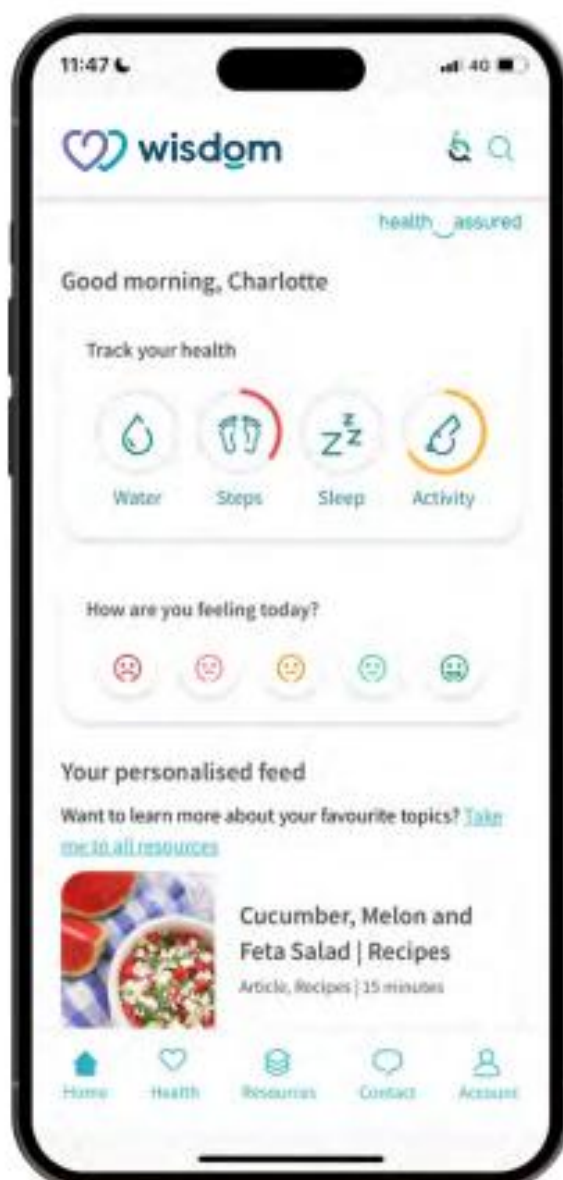 11:47
4G
wisdom
health assured
Good morning, Charlotte
Track your health
z z z
Water Steps Sleep Activity
How are you feeling today?
Your personalised feed
Want to learn more about your favourite topics? Take
me to all resources
Cucumber, Melon and
Feta Salad | Recipes
Article, Recipes | 15 minutes
Home Health Resources Contact Account